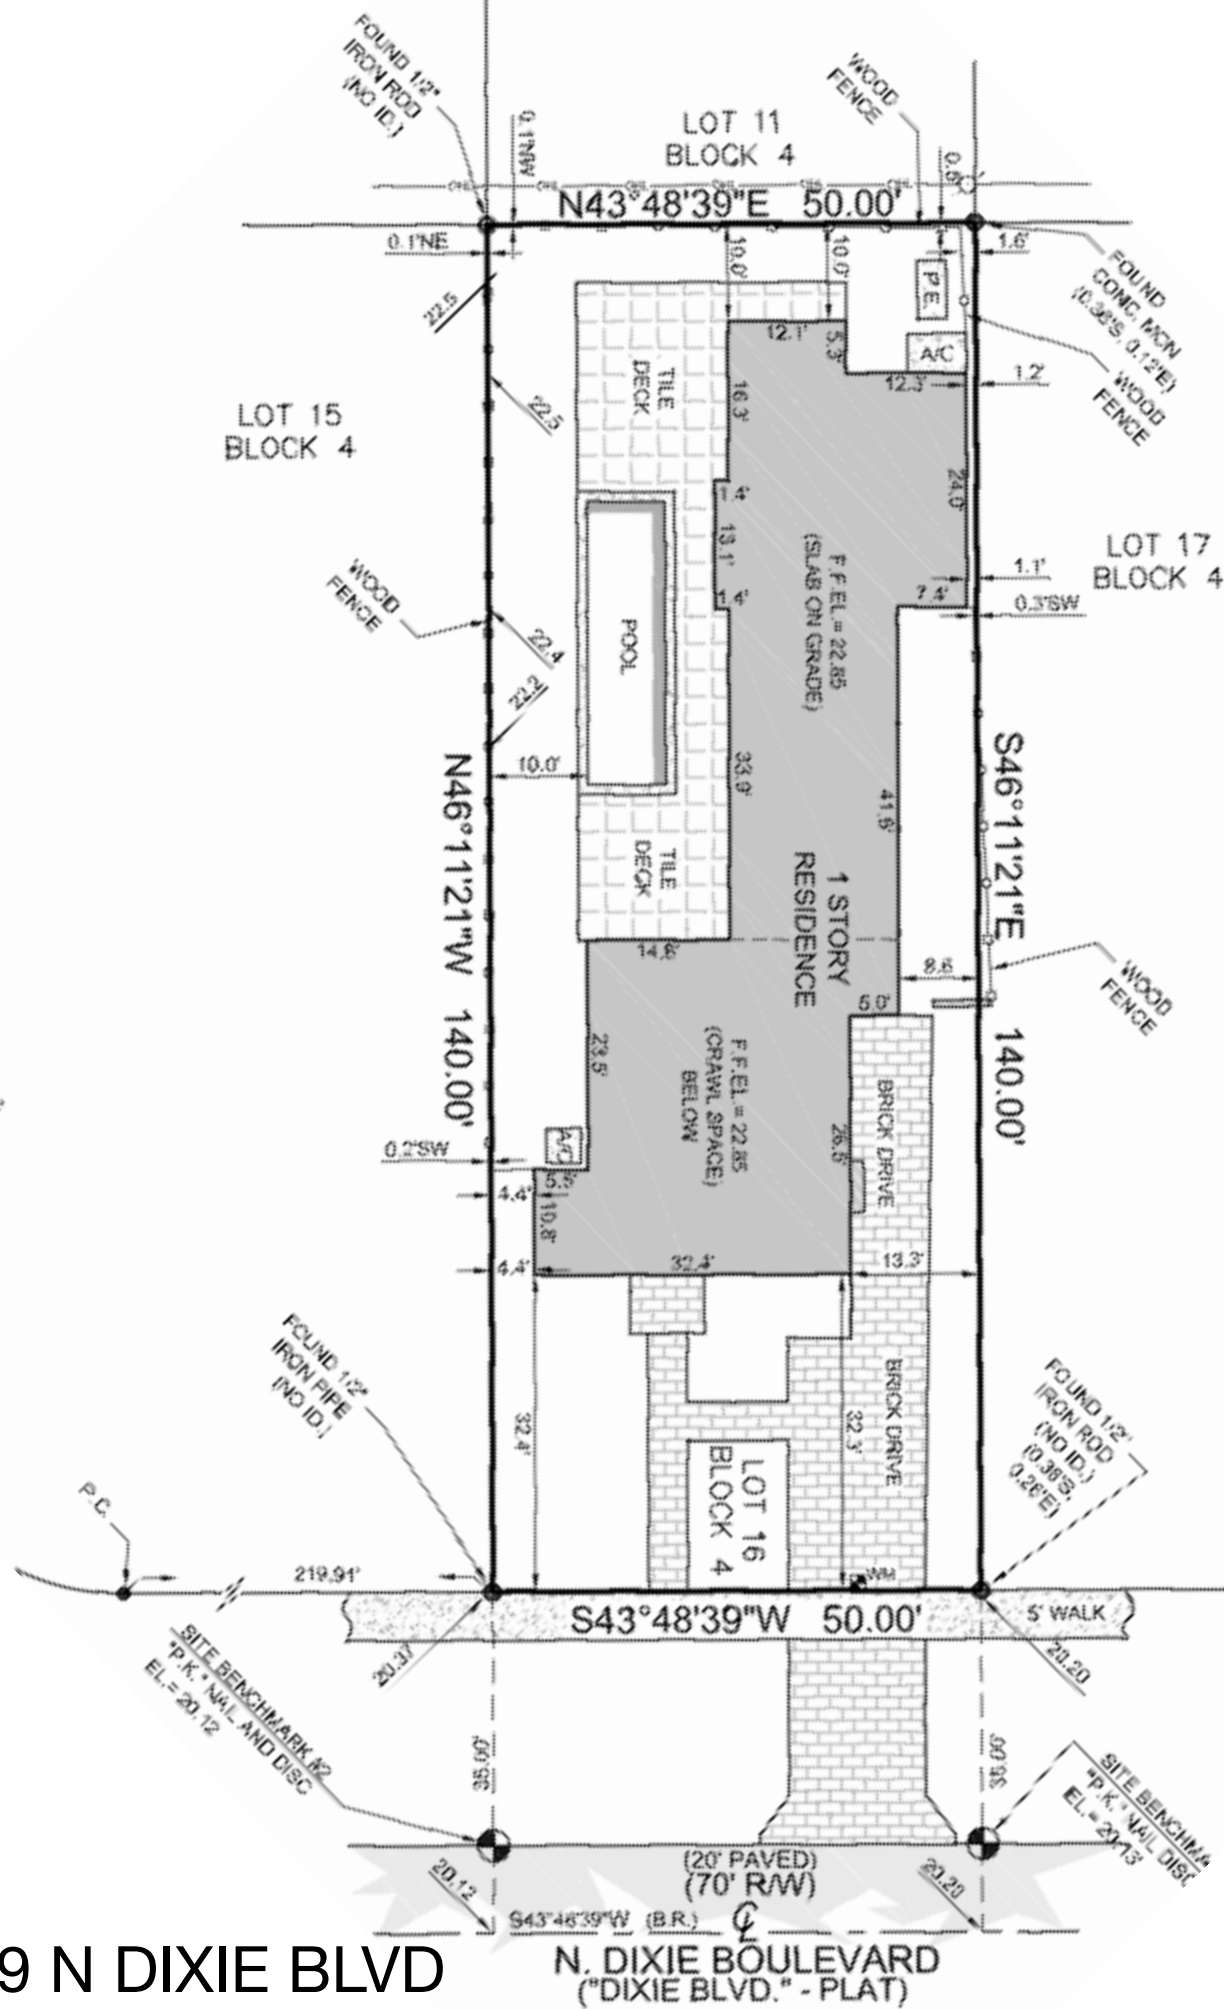 FOUND 1/2"
IRON ROD
(NO ID.)
0.1'NW
LOT 11
BLOCK 4
WOOD
FENCE
0.6'
OHL OHL OHL OHL OHL OHL
N43°48'39"E 50.00'
0.1'NE
10.0'
10.0'
1.6'
FOUND
CONC. MON
(0.36'S, 0.12'E)
22.5
P.E.
12.1'
5.3'
A/C
WOOD
FENCE
TILE
DECK
16.3'
12.3'
1.2'
22.5
LOT 15
BLOCK 4
24.0'
13.1'
F.F.EL.= 22.85
(SLAB ON GRADE)
LOT 17
BLOCK 4
1.1'
7.4'
0.3'SW
WOOD
FENCE
22.4
POOL
22.2
10.0'
33.9'
41.6'
N46°11'21"W 140.00'
S46°11'21"E 140.00'
TILE
DECK
1 STORY
RESIDENCE
14.6'
8.6
5.0'
WOOD
FENCE
23.5'
F.F.EL.= 22.85
(CRAWL SPACE)
BELOW
26.5'
BRICK DRIVE
A/C
0.2'SW
4.4'
10.8'
4.4'
32.4'
13.3'
FOUND 1/2"
IRON PIPE
(NO ID.)
32.4'
32.3'
BRICK DRIVE
LOT 16
BLOCK 4
FOUND 1/2"
IRON ROD
(NO ID.)
(0.38'S,
0.26'E)
P.C.
219.91'
WM
S43°48'39"W 50.00'
5' WALK
20.37
20.20
SITE BENCHMARK #2
"P.K." NAIL AND DISC
EL.= 20.12
35.00'
35.00'
SITE BENCHMA
"P.K." NAIL DISC
20.12
(20' PAVED)
(70' R/W)
20.20
S43°48'39"W (B.R.)
9 N DIXIE BLVD
N. DIXIE BOULEVARD
("DIXIE BLVD." - PLAT)